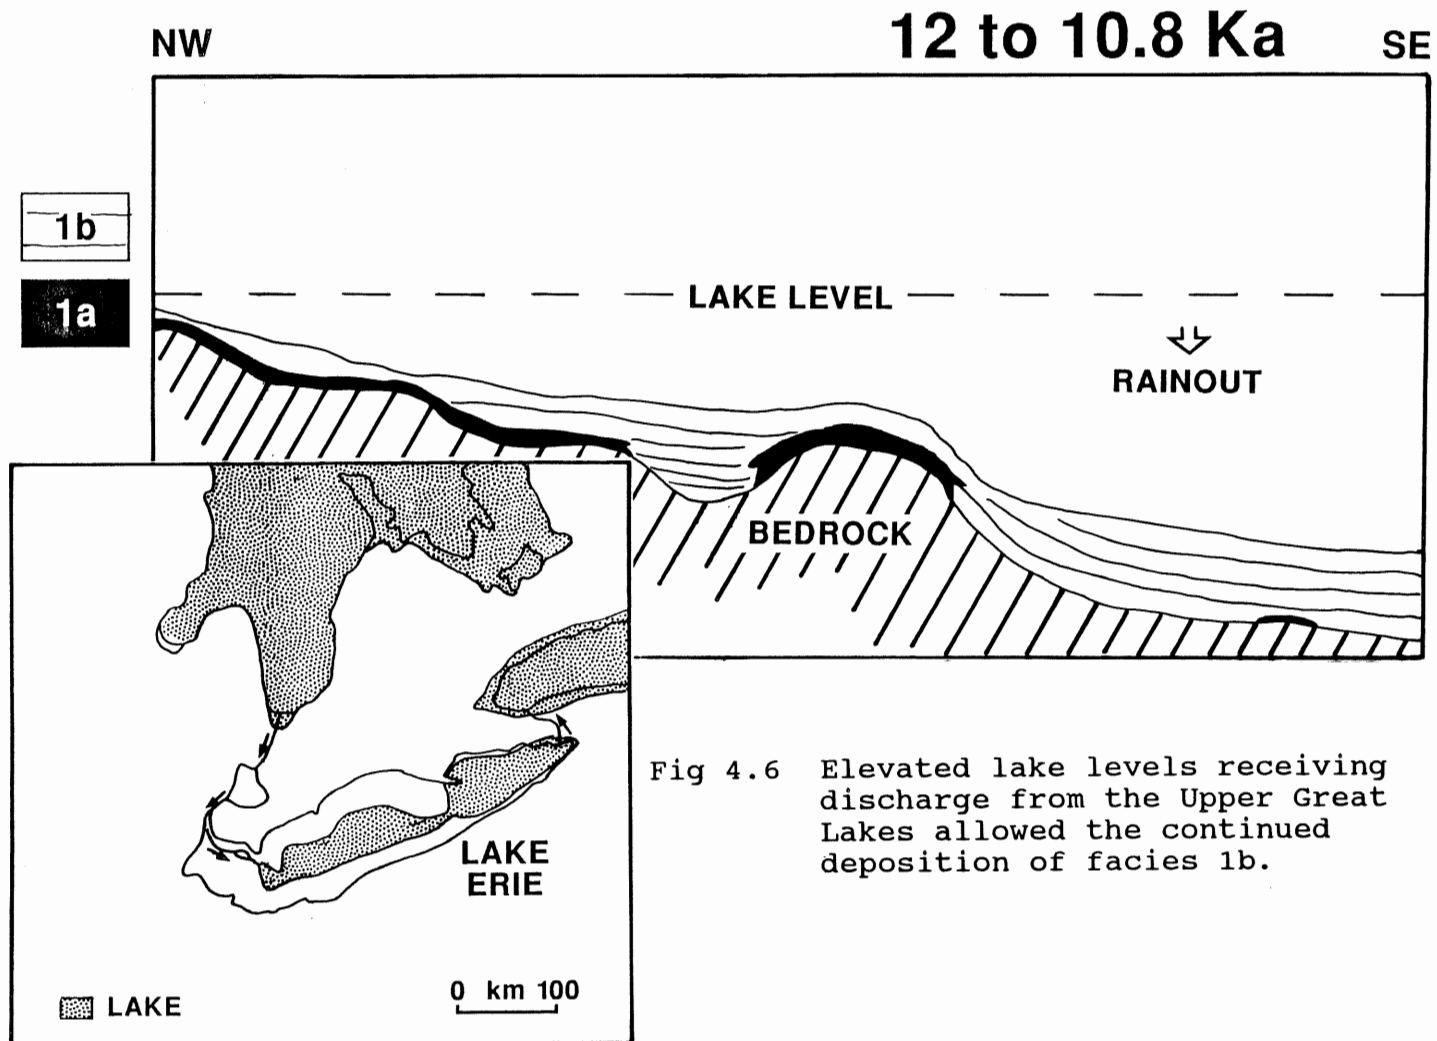 NW
12 to 10.8 Ka
SE
1b
1a
LAKE LEVEL
RAINOUT
BEDROCK
LAKE
ERIE
0 km 100
LAKE
Fig 4.6 Elevated lake levels receiving
discharge from the Upper Great
Lakes allowed the continued
deposition of facies 1b.